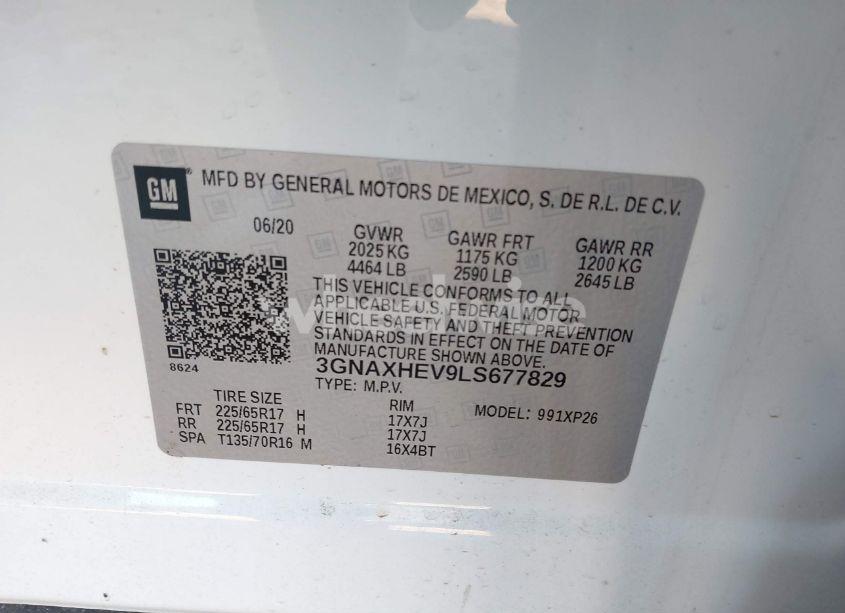 GM ® MFD BY GENERAL MOTORS DE MEXICO, S. DE R.L. DE C.V.
06/20 GVWR GAWR FRT GAWR RR
2025 KG 1175 KG 1200 KG
4464 LB 2590 LB 2645 LB
THIS VEHICLE CONFORMS TO ALL
APPLICABLE U.S. FEDERAL MOTOR
VEHICLE SAFETY AND THEFT PREVENTION
STANDARDS IN EFFECT ON THE DATE OF
MANUFACTURE SHOWN ABOVE.
8624 3GNAXHEV9LS677829
TYPE: M.P.V.
TIRE SIZE RIM MODEL: 991XP26
FRT 225/65R17 H 17X7J
RR 225/65R17 H 17X7J
SPA T135/70R16 M 16X4BT